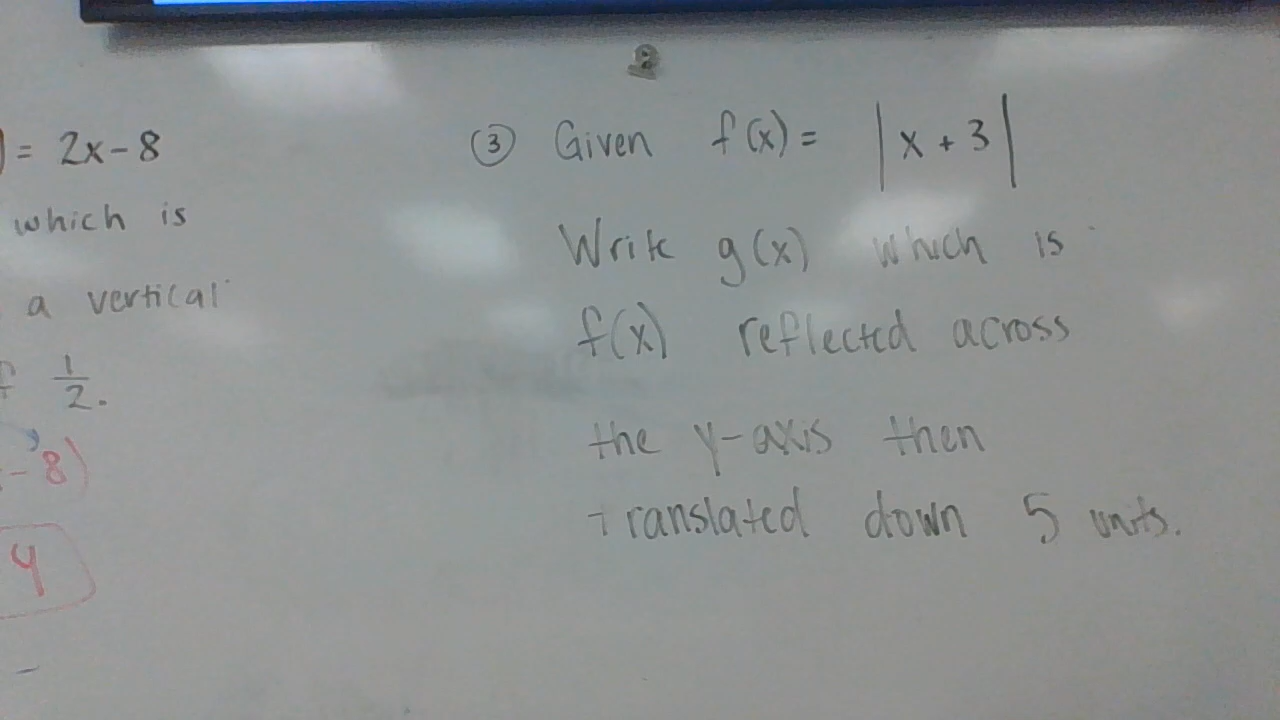 ) = 2x-8
which is
a vertical
f 1/2.
-8)
4
③ Given f(x) = |x + 3|
Write g(x) which is
f(x) reflected across
the y-axis then
translated down 5 units.